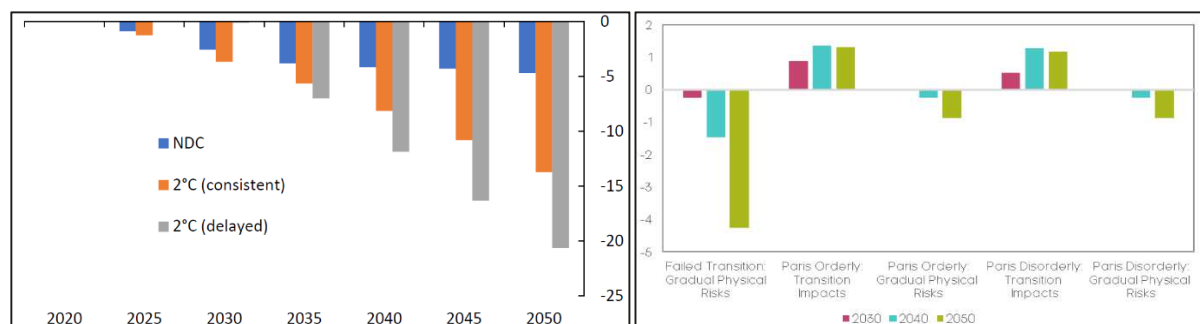 0
-5
-10
-15
-20
-25
NDC
2°C (consistent)
2°C (delayed)
2020 2025 2030 2035 2040 2045 2050
2
1
0
-1
-2
-3
-4
-5
Failed Transition: Gradual Physical Risks
Paris Orderly: Transition Impacts
Paris Orderly: Gradual Physical Risks
Paris Disorderly: Transition Impacts
Paris Disorderly: Gradual Physical Risks
2030 2040 2050